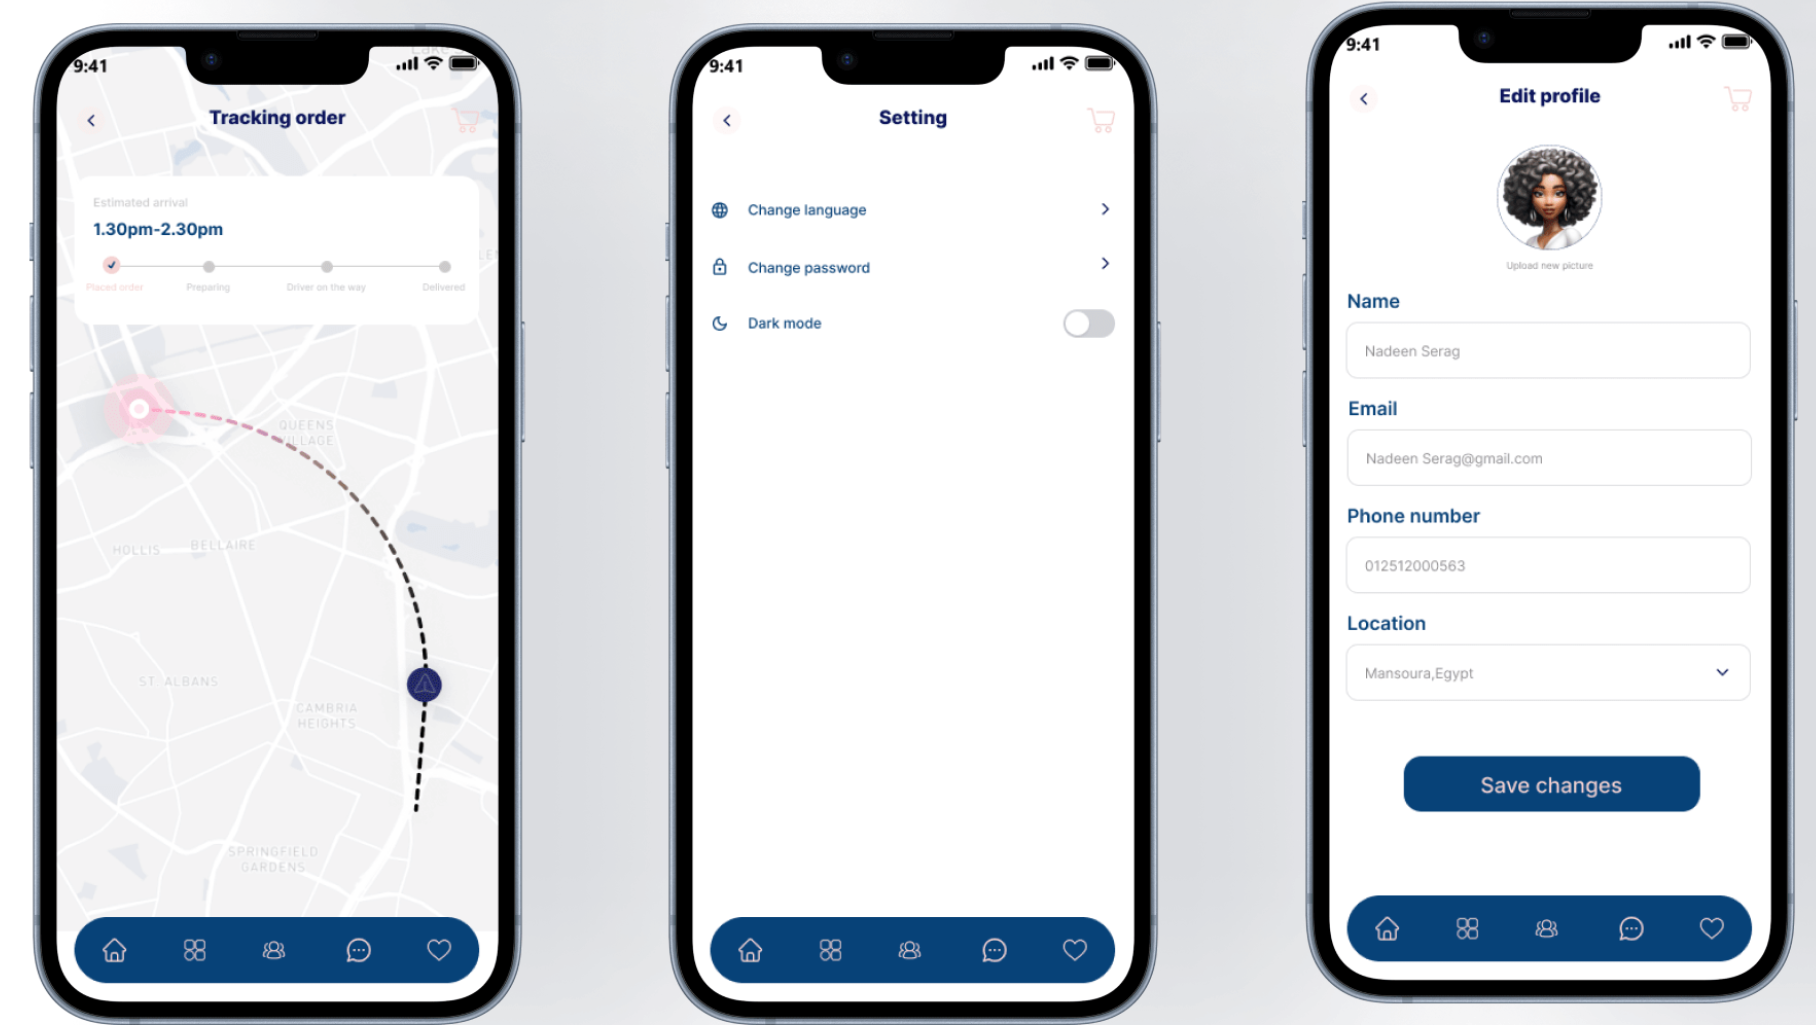 9:41
Lake
Tracking order
Estimated arrival
1.30pm-2.30pm
Placed order
Preparing
Driver on the way
Delivered
QUEENS
VILLAGE
HOLLIS
BELLAIRE
ST ALBANS
CAMBRIA
HEIGHTS
SPRINGFIELD
GARDENS
9:41
Setting
Change language
Change password
Dark mode
9:41
Edit profile
Upload new picture
Name
Nadeen Serag
Email
Nadeen Serag@gmail.com
Phone number
012512000563
Location
Mansoura,Egypt
Save changes